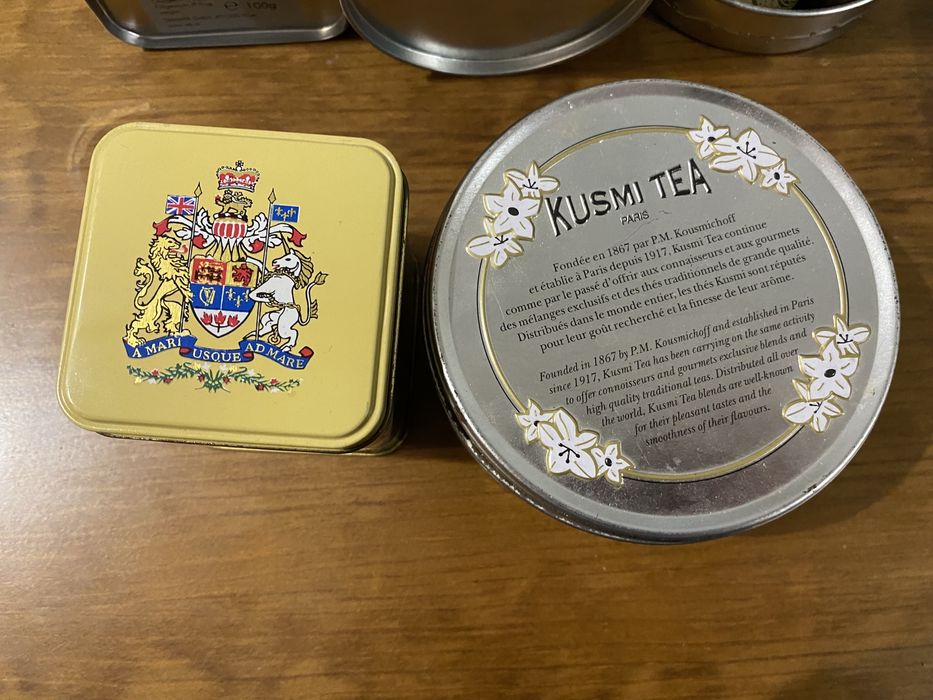 100g
A MARI USQUE AD MARE
KUSMI TEA
PARIS
Fondée en 1867 par P.M. Kousmichoff
et établie à Paris depuis 1917, Kusmi Tea continue
comme par le passé d'offrir aux connaisseurs et aux gourmets
des mélanges exclusifs et des thés traditionnels de grande qualité.
Distribués dans le monde entier, les thés Kusmi sont réputés
pour leur goût recherché et la finesse de leur arôme.
Founded in 1867 by P.M. Kousmichoff and established in Paris
since 1917, Kusmi Tea has been carrying on the same activity
to offer connoisseurs and gourmets exclusive blends and
high quality traditional teas. Distributed all over
the world, Kusmi Tea blends are well-known
for their pleasant tastes and the
smoothness of their flavours.